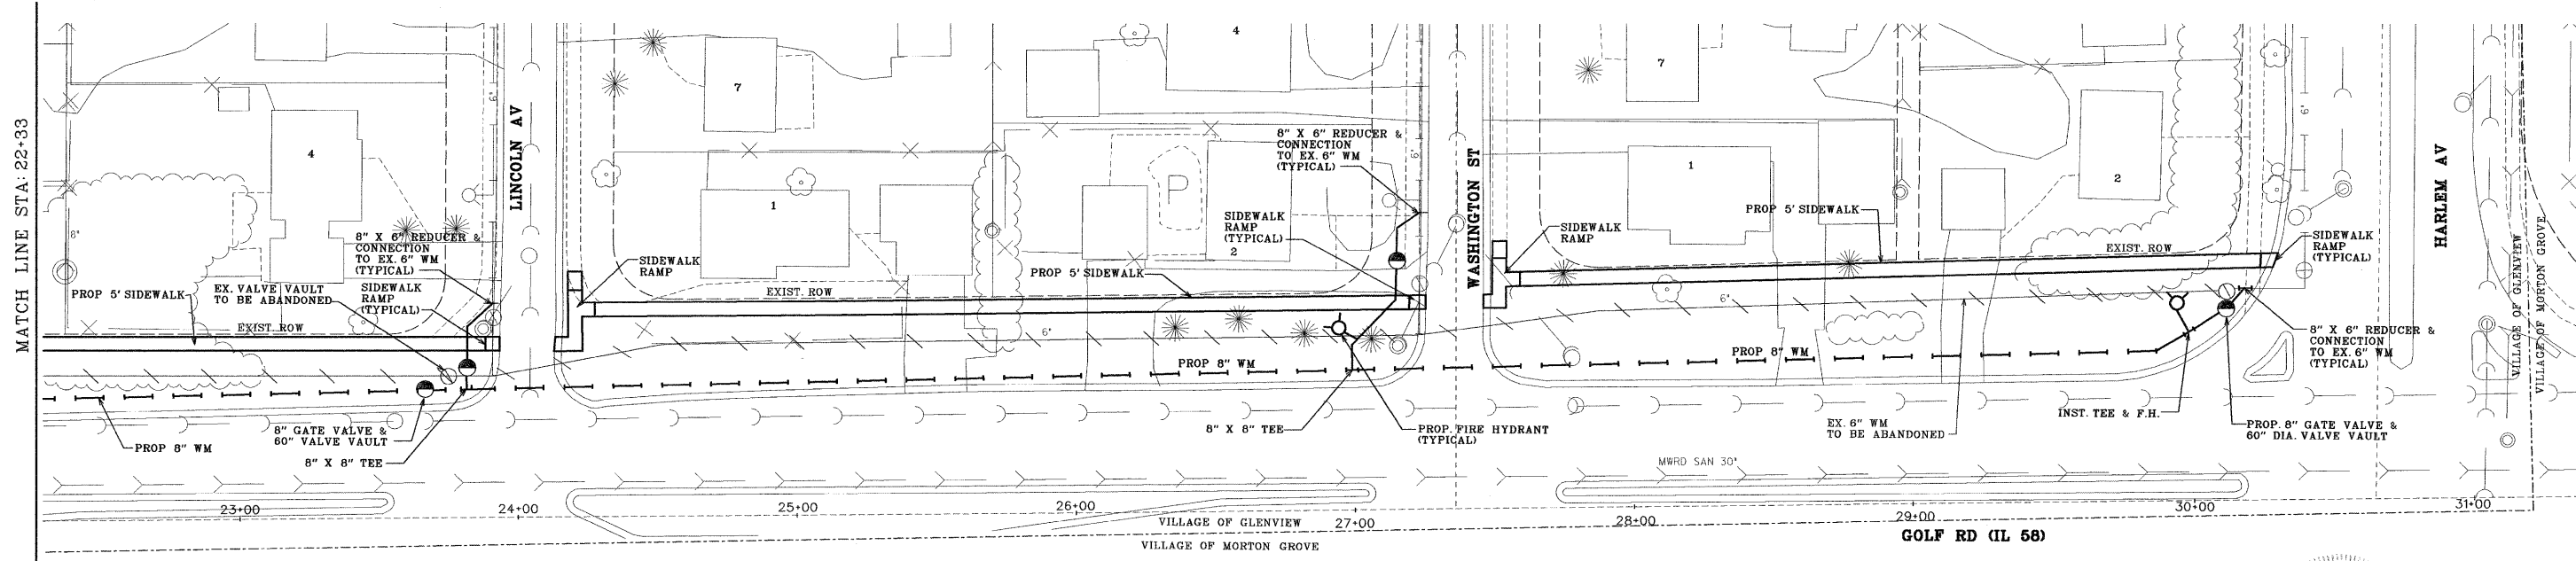 MATCH LINE STA: 22+33
4
8'
PROP 5' SIDEWALK
EX. VALVE VAULT
TO BE ABANDONED
EXIST. ROW
8" X 6" REDUCER &
CONNECTION
TO EX. 6" WM
(TYPICAL)
SIDEWALK
RAMP
(TYPICAL)
6'
LINCOLN AV
PROP 8" WM
8" GATE VALVE &
60" VALVE VAULT
8" X 8" TEE
7
1
SIDEWALK
RAMP
EXIST. ROW
PROP 5' SIDEWALK
4
P
8" X 6" REDUCER &
CONNECTION
TO EX. 6" WM
(TYPICAL)
SIDEWALK
RAMP
(TYPICAL)
2
6'
6'
PROP 8" WM
8" X 8" TEE
PROP. FIRE HYDRANT
(TYPICAL)
WASHINGTON ST
7
1
SIDEWALK
RAMP
PROP 5' SIDEWALK
2
EXIST. ROW
6'
6'
SIDEWALK
RAMP
(TYPICAL)
PROP 8" WM
8" X 6" REDUCER &
CONNECTION
TO EX. 6" WM
(TYPICAL)
INST. TEE & F.H.
EX. 6" WM
TO BE ABANDONED
PROP. 8" GATE VALVE &
60" DIA. VALVE VAULT
HARLEM AV
VILLAGE OF GLENVIEW
VILLAGE OF MORTON GROVE
MWRD SAN 30'
23+00
24+00
25+00
26+00
27+00
28+00
29+00
30+00
31+00
VILLAGE OF GLENVIEW
VILLAGE OF MORTON GROVE
GOLF RD (IL 58)